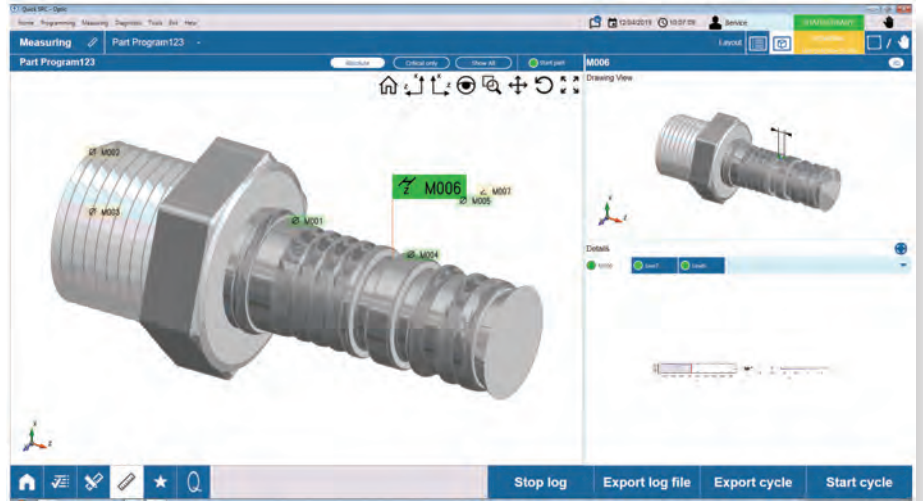 Quick SPC - Optic
Home Programming Measuring Diagnostic Tools Exit Help
12/04/2019 10:07:09 Service
Measuring Part Program123 -
Layout
Part Program123
Absolute Critical only Show All Start part
M006
Drawing View
M002
M003
M001
M006
M007
M005
M004
Details
Stop log Export log file Export cycle Start cycle